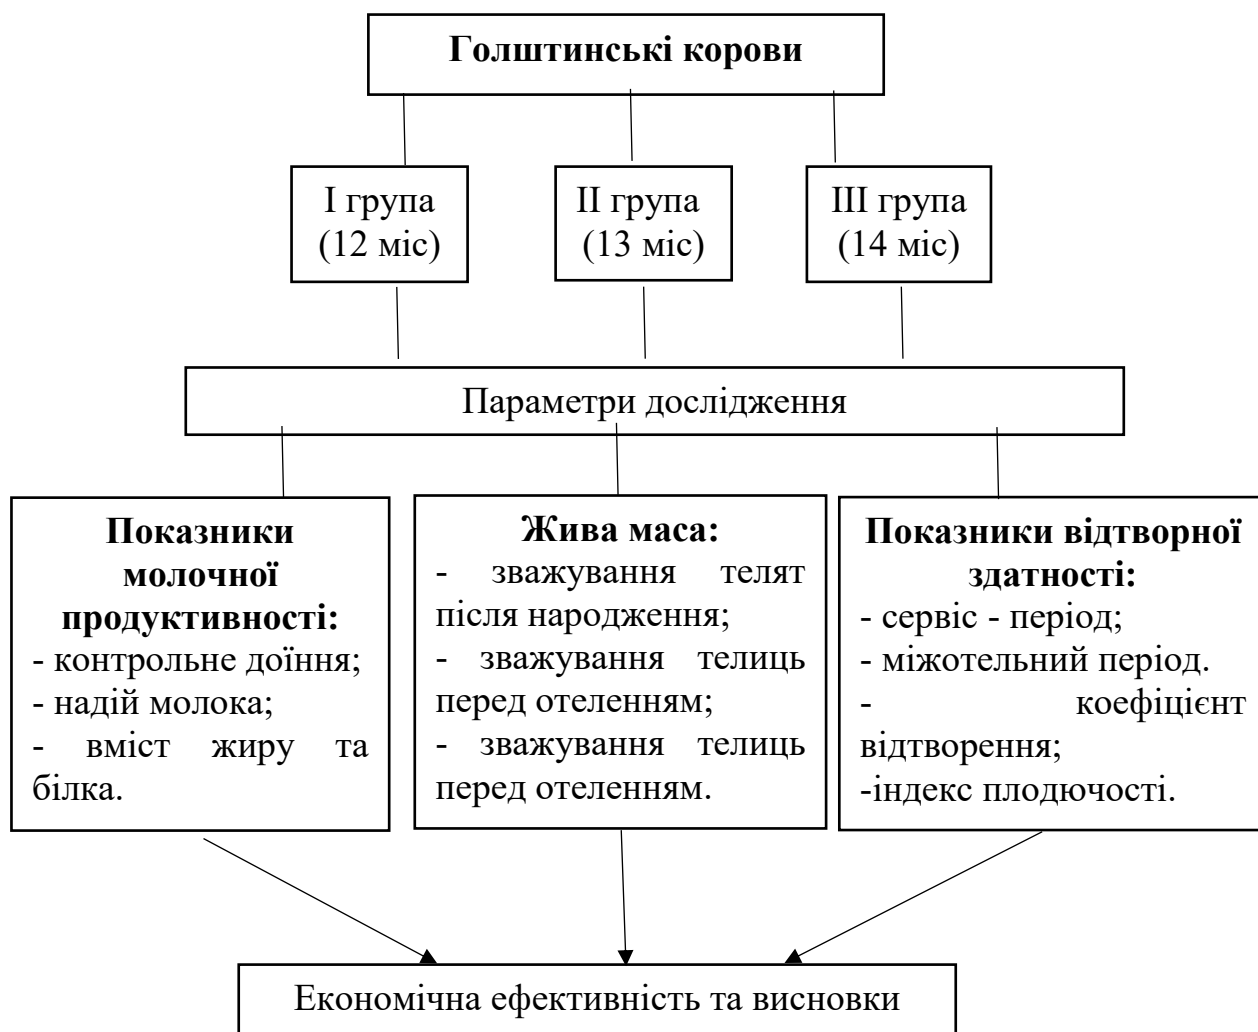 Голштинські корови
І група
(12 міс)
ІІ група
(13 міс)
ІІІ група
(14 міс)
Параметри дослідження
Показники
молочної
продуктивності:
- контрольне доїння;
- надій молока;
- вміст жиру та
білка.
Жива маса:
- зважування телят
після народження;
- зважування телиць
перед отеленням;
- зважування телиць
перед отеленням.
Показники відтворної
здатності:
- сервіс - період;
- міжотельний період.
- коефіцієнт
відтворення;
-індекс плодючості.
Економічна ефективність та висновки